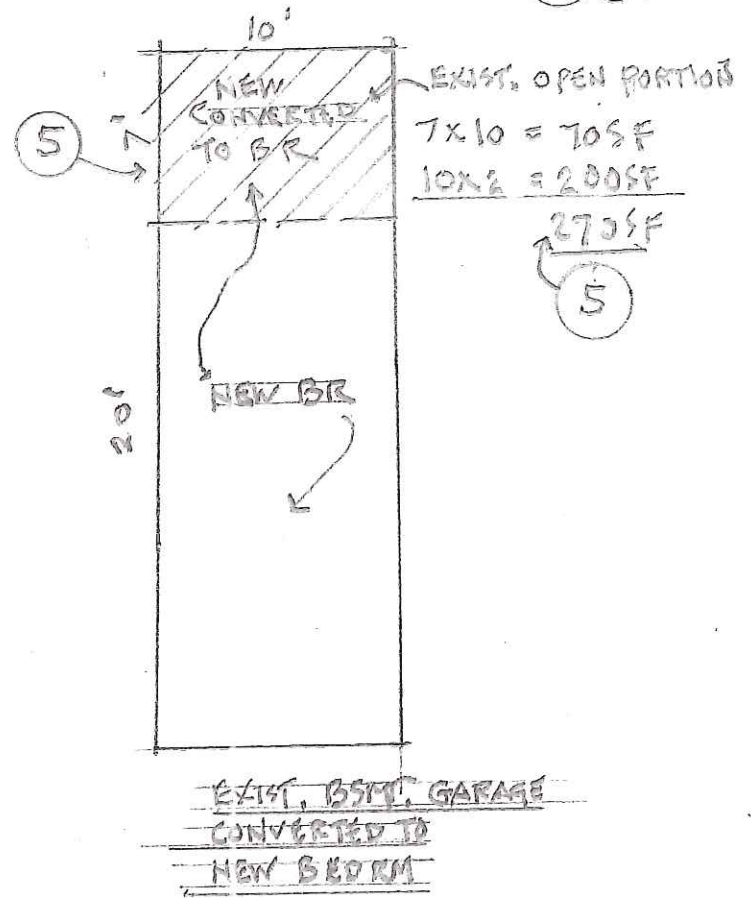 10'
NEW
CONVERTED
TO BR
EXIST. OPEN PORTION
7x10 = 70SF
10x2 = 200SF
270SF
5
5
7'
20'
NEW BR
EXIST. BSMT. GARAGE
CONVERTED TO
NEW BEDRM